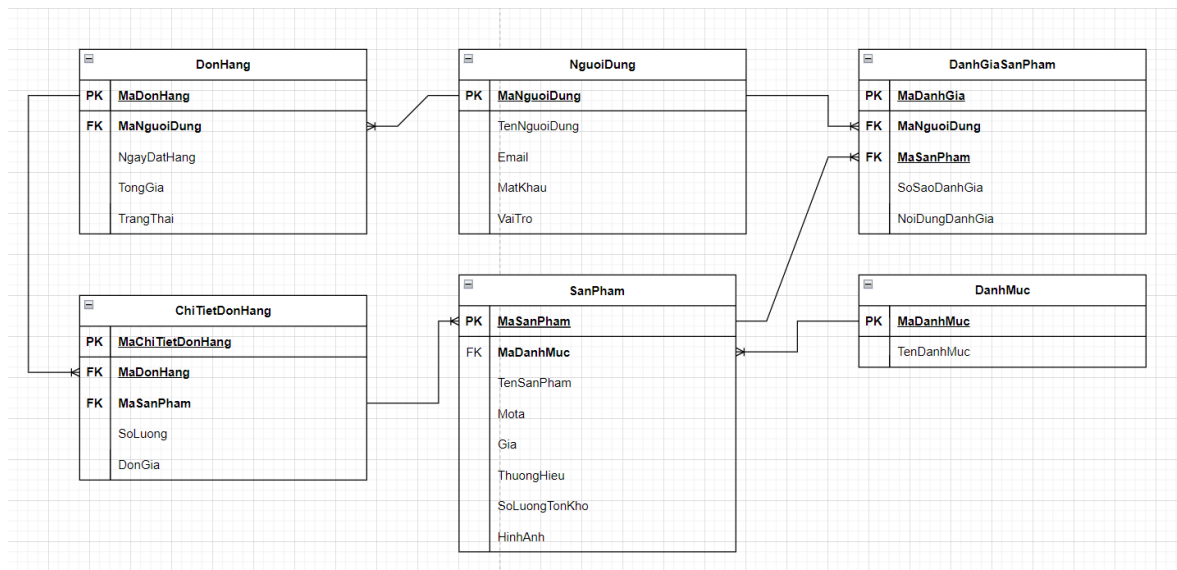 DonHang
PK MaDonHang
FK MaNguoiDung
NgayDatHang
TongGia
TrangThai
NguoiDung
PK MaNguoiDung
TenNguoiDung
Email
MatKhau
VaiTro
DanhGiaSanPham
PK MaDanhGia
FK MaNguoiDung
FK MaSanPham
SoSaoDanhGia
NoiDungDanhGia
ChiTietDonHang
PK MaChiTietDonHang
FK MaDonHang
FK MaSanPham
SoLuong
DonGia
SanPham
PK MaSanPham
FK MaDanhMuc
TenSanPham
Mota
Gia
ThuongHieu
SoLuongTonKho
HinhAnh
DanhMuc
PK MaDanhMuc
TenDanhMuc